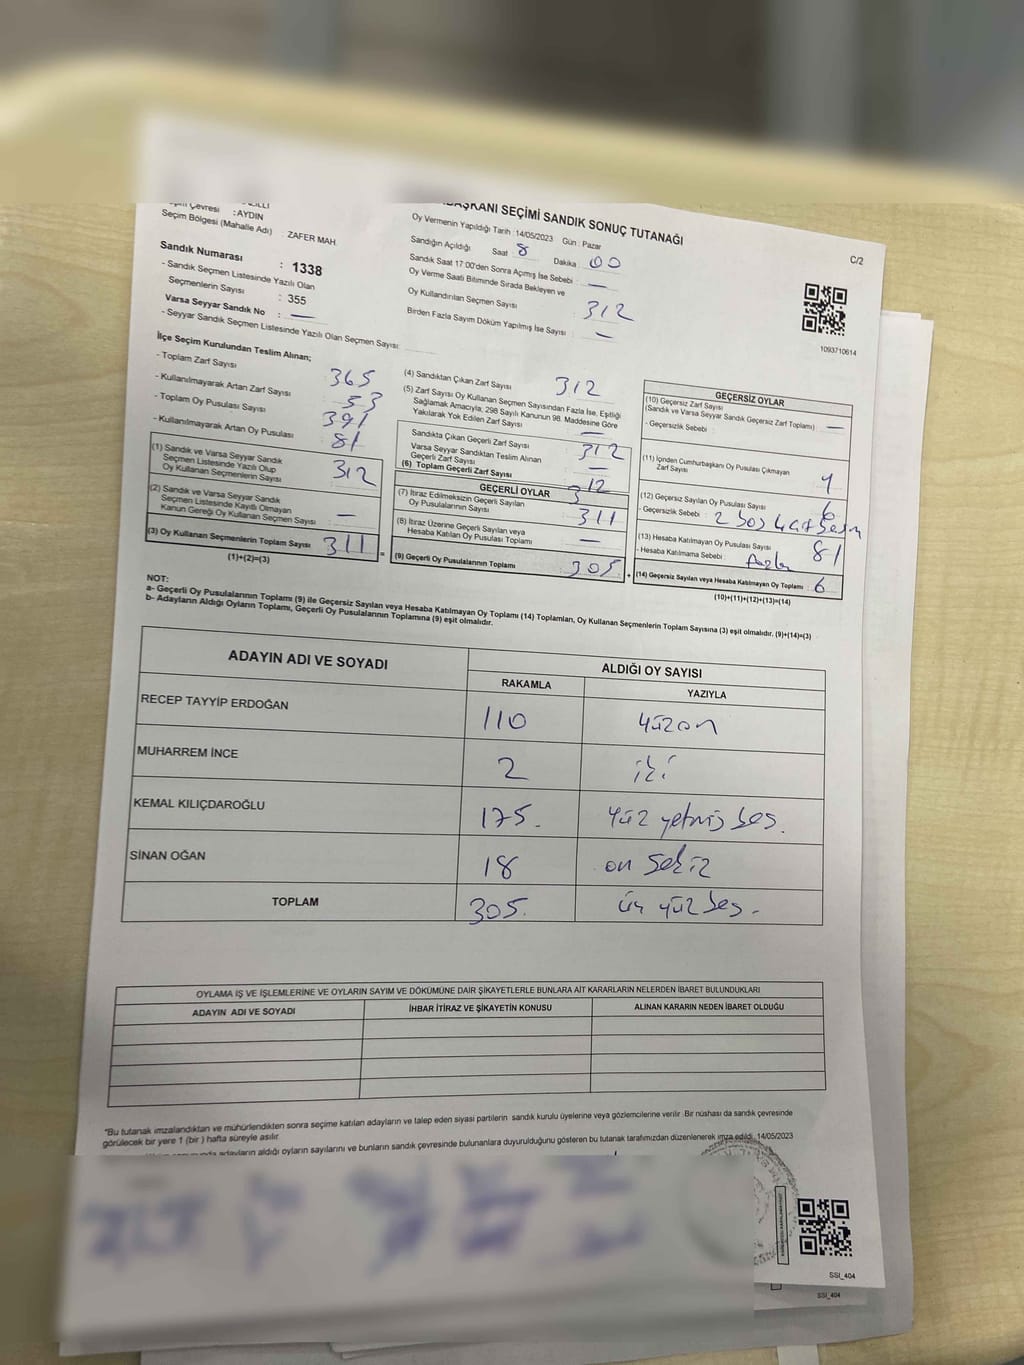 BAŞKANI SEÇİMİ SANDIK SONUÇ TUTANAĞI
C/2
Çevresi : AYDIN
Seçim Bölgesi (Mahalle Adı) : ZAFER MAH.
Sandık Numarası : 1338
- Sandık Seçmen Listesinde Yazılı Olan
Seçmenlerin Sayısı : 355
Varsa Seyyar Sandık No : —
- Seyyar Sandık Seçmen Listesinde Yazılı Olan Seçmen Sayısı:
Oy Vermenin Yapıldığı Tarih : 14/05/2023 Gün : Pazar
Sandığın Açıldığı Saat 8 Dakika 00
Sandık Saat 17:00'den Sonra Açımış İse Sebebi : —
Oy Verme Saati Bitiminde Sırada Bekleyen ve
Oy Kullandırılan Seçmen Sayısı : 312
Birden Fazla Sayım Döküm Yapılmış İse Sayısı : —
1093710614
İlçe Seçim Kurulundan Teslim Alınan;
- Toplam Zarf Sayısı : 365
- Kullanılmayarak Artan Zarf Sayısı : 53
- Toplam Oy Pusulası Sayısı : 391
- Kullanılmayarak Artan Oy Pusulası : 81
(1) Sandık ve Varsa Seyyar Sandık
Seçmen Listesinde Yazılı Olup
Oy Kullanan Seçmenlerin Sayısı : 312
(2) Sandık ve Varsa Seyyar Sandık
Seçmen Listesinde Kayıtlı Olmayan
Kanun Gereği Oy Kullanan Seçmen Sayısı : —
(3) Oy Kullanan Seçmenlerin Toplam Sayısı : 311
(1)+(2)=(3)
(4) Sandıktan Çıkan Zarf Sayısı : 312
(5) Zarf Sayısı Oy Kullanan Seçmen Sayısından Fazla İse, Eşitliği
Sağlamak Amacıyla, 298 Sayılı Kanunun 98. Maddesine Göre
Yakılarak Yok Edilen Zarf Sayısı : —
Sandıkta Çıkan Geçerli Zarf Sayısı : 312
Varsa Seyyar Sandıktan Teslim Alınan
Geçerli Zarf Sayısı : —
(6) Toplam Geçerli Zarf Sayısı : 312
GEÇERLİ OYLAR
(7) İtiraz Edilmeksizin Geçerli Sayılan
Oy Pusulalarının Sayısı : 311
(8) İtiraz Üzerine Geçerli Sayılan veya
Hesaba Katılan Oy Pusulası Toplamı : —
(9) Geçerli Oy Pusulalarının Toplamı : 305
GEÇERSİZ OYLAR
(10) Geçersiz Zarf Sayısı
(Sandık ve Varsa Seyyar Sandık Geçersiz Zarf Toplamı) : —
- Geçersizlik Sebebi :
(11) İçinden Cumhurbaşkanı Oy Pusulası Çıkmayan
Zarf Sayısı : 1
(12) Geçersiz Sayılan Oy Pusulası Sayısı : 6
- Geçersizlik Sebebi : 2
(13) Hesaba Katılmayan Oy Pusulası Sayısı : 81
- Hesaba Katılmama Sebebi :
(14) Geçersiz Sayılan veya Hesaba Katılmayan Oy Toplamı : 6
(10)+(11)+(12)+(13)=(14)
NOT:
a- Geçerli Oy Pusulalarının Toplamı (9) ile Geçersiz Sayılan veya Hesaba Katılmayan Oy Toplamı (14) Toplamları, Oy Kullanan Seçmenlerin Toplam Sayısına (3) eşit olmalıdır. (9)+(14)=(3)
b- Adayların Aldığı Oyların Toplamı, Geçerli Oy Pusulalarının Toplamına (9) eşit olmalıdır.
ADAYIN ADI VE SOYADI
ALDIĞI OY SAYISI
RAKAMLA YAZIYLA
RECEP TAYYİP ERDOĞAN 110 yüzon
MUHARREM İNCE 2 iki
KEMAL KILIÇDAROĞLU 175. yüz yetmiş beş.
SİNAN OĞAN 18 on sekiz
TOPLAM 305. üç yüz beş.
OYLAMA İŞ VE İŞLEMLERİNE VE OYLARIN SAYIM VE DÖKÜMÜNE DAİR ŞİKAYETLERLE BUNLARA AİT KARARLARIN NELERDEN İBARET BULUNDUKLARI
ADAYIN ADI VE SOYADI İHBAR İTİRAZ VE ŞİKAYETİN KONUSU ALINAN KARARIN NEDEN İBARET OLDUĞU
*Bu tutanak imzalandıktan ve mühürlendikten sonra seçime katılan adayların ve talep eden siyasi partilerin sandık kurulu üyelerine veya gözlemcilerine verilir. Bir nüshası da sandık çevresinde
görülecek bir yere 1 (bir) hafta süreyle asılır.
adayların aldığı oyların sayılarını ve bunların sandık çevresinde bulunanlara duyurulduğunu gösteren bu tutanak tarafımızdan düzenlenerek imza edildi. 14/05/2023
SSI_404
SSI_404